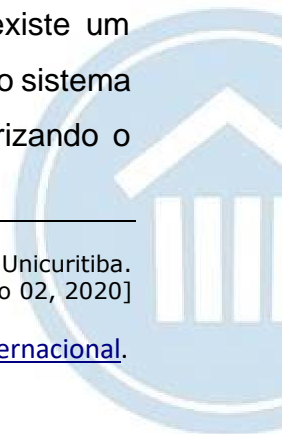 existe um
o sistema
rizando o
Unicuritiba.
o 02, 2020]
ernacional.